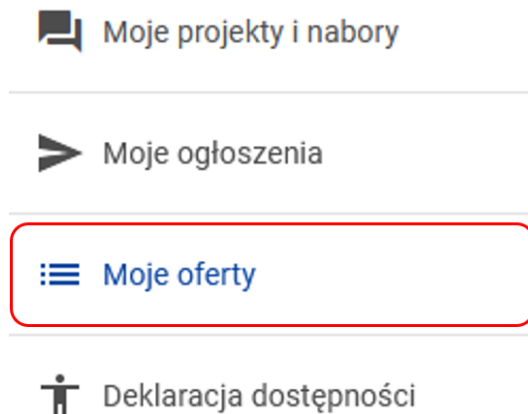 Moje projekty i nabory
Moje ogłoszenia
Moje oferty
Deklaracja dostępności